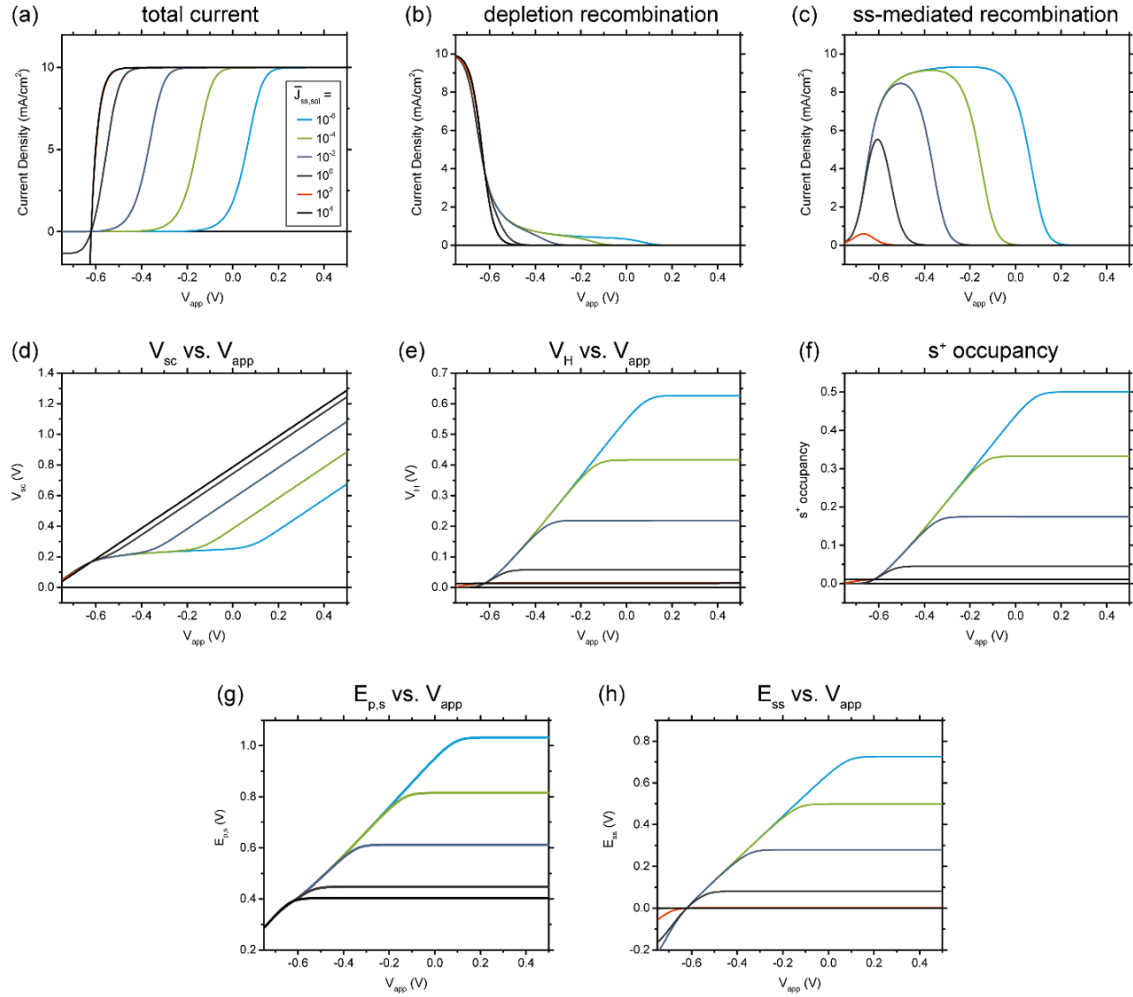 (a) total current
Current Density (mA/cm²)
10
5
0
-0.6 -0.4 -0.2 0.0 0.2 0.4
V_app (V)
J̄_ss,sol =
10⁻⁶
10⁻⁴
10⁻²
10⁰
10²
10⁴
(b) depletion recombination
Current Density (mA/cm²)
10
8
6
4
2
0
-0.6 -0.4 -0.2 0.0 0.2 0.4
V_app (V)
(c) ss-mediated recombination
Current Density (mA/cm²)
10
8
6
4
2
0
-0.6 -0.4 -0.2 0.0 0.2 0.4
V_app (V)
(d) V_sc vs. V_app
V_sc (V)
1.4
1.2
1.0
0.8
0.6
0.4
0.2
0.0
-0.6 -0.4 -0.2 0.0 0.2 0.4
V_app (V)
(e) V_H vs. V_app
V_H (V)
0.7
0.6
0.5
0.4
0.3
0.2
0.1
0.0
-0.6 -0.4 -0.2 0.0 0.2 0.4
V_app (V)
(f) s⁺ occupancy
s⁺ occupancy
0.5
0.4
0.3
0.2
0.1
0.0
-0.6 -0.4 -0.2 0.0 0.2 0.4
V_app (V)
(g) E_p,s vs. V_app
E_p,s (V)
1.0
0.8
0.6
0.4
0.2
-0.6 -0.4 -0.2 0.0 0.2 0.4
V_app (V)
(h) E_ss vs. V_app
E_ss (V)
0.8
0.6
0.4
0.2
0.0
-0.2
-0.6 -0.4 -0.2 0.0 0.2 0.4
V_app (V)